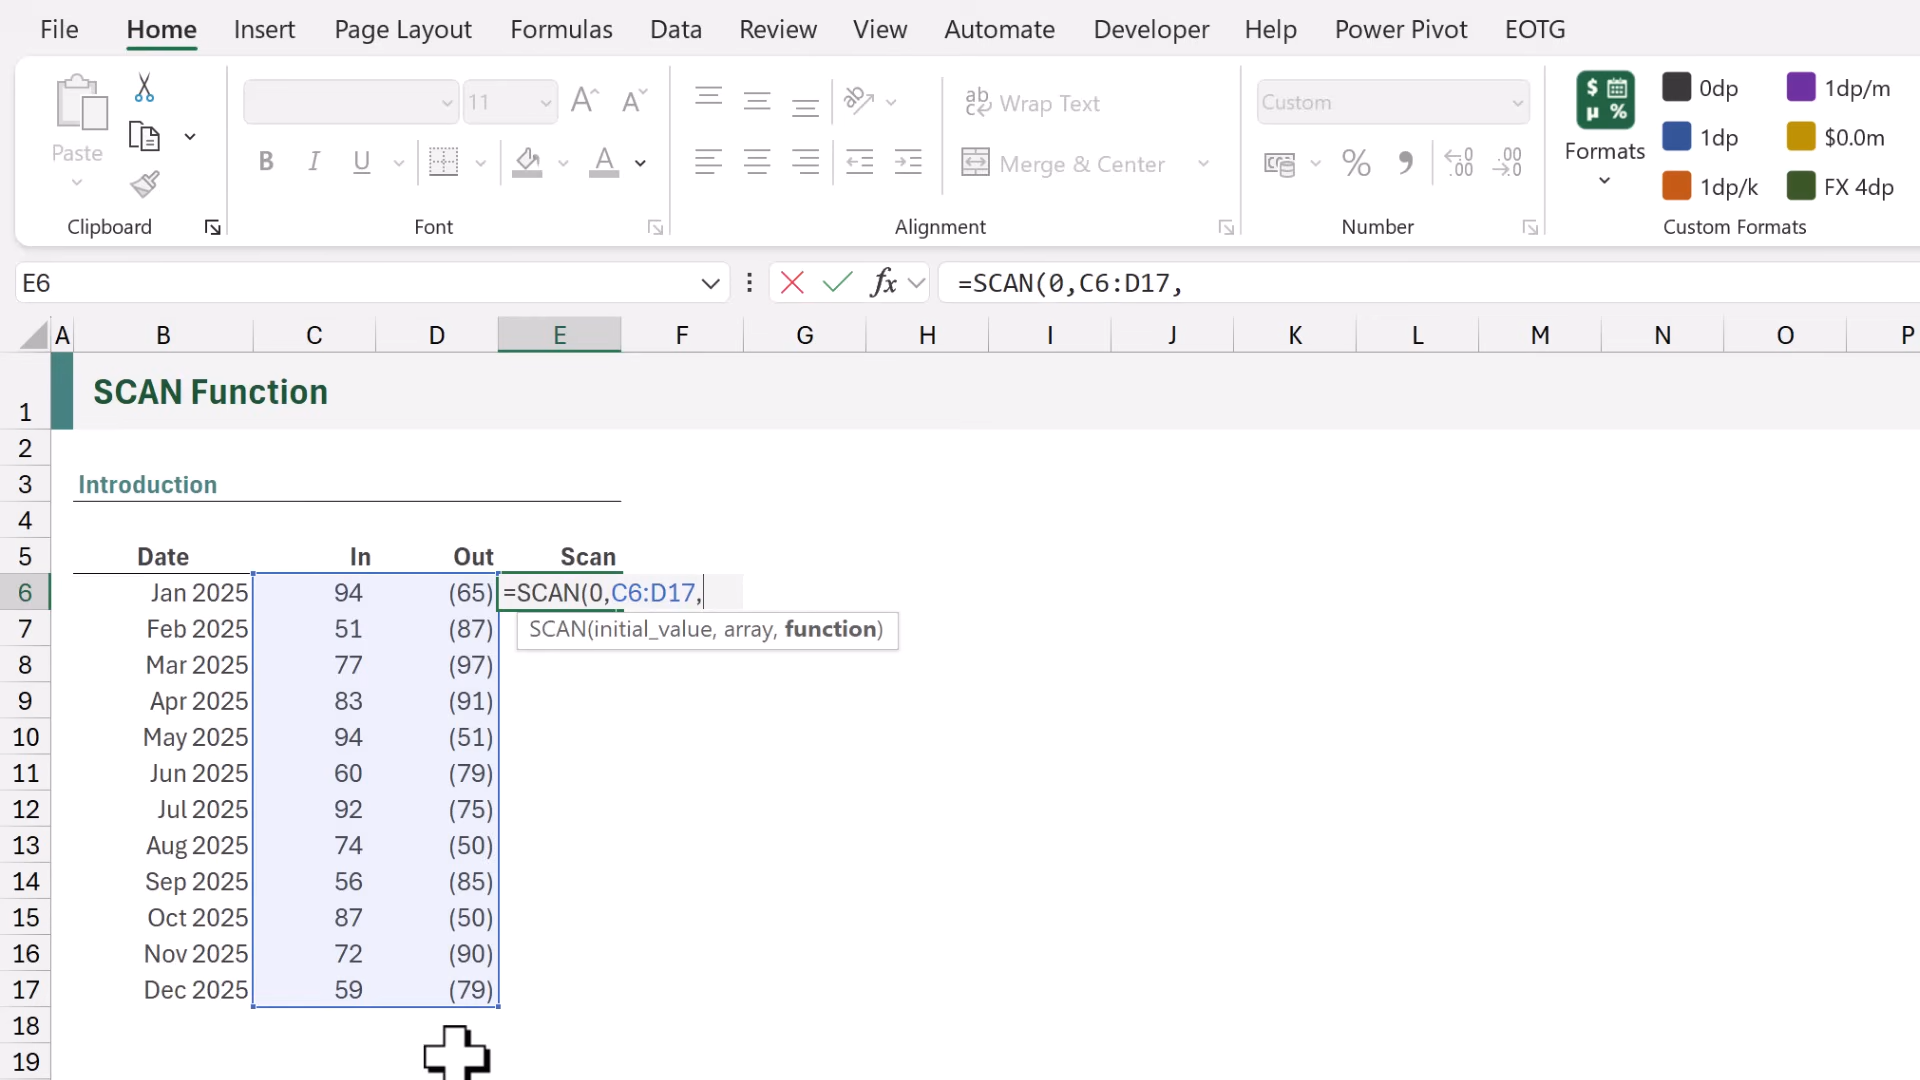 File Home Insert Page Layout Formulas Data Review View Automate Developer Help Power Pivot EOTG
Paste
Clipboard
11
B I U A
Font
ab Wrap Text
Merge & Center
Alignment
Custom
% 9 .00 .00
Number
Formats
0dp 1dp/m
1dp $0.0m
1dp/k FX 4dp
Custom Formats
E6 fx =SCAN(0,C6:D17,
A B C D E F G H I J K L M N O P
1 SCAN Function
2
3 Introduction
4
5 Date In Out Scan
6 Jan 2025 94 (65) =SCAN(0,C6:D17,
7 Feb 2025 51 (87) SCAN(initial_value, array, function)
8 Mar 2025 77 (97)
9 Apr 2025 83 (91)
10 May 2025 94 (51)
11 Jun 2025 60 (79)
12 Jul 2025 92 (75)
13 Aug 2025 74 (50)
14 Sep 2025 56 (85)
15 Oct 2025 87 (50)
16 Nov 2025 72 (90)
17 Dec 2025 59 (79)
18
19